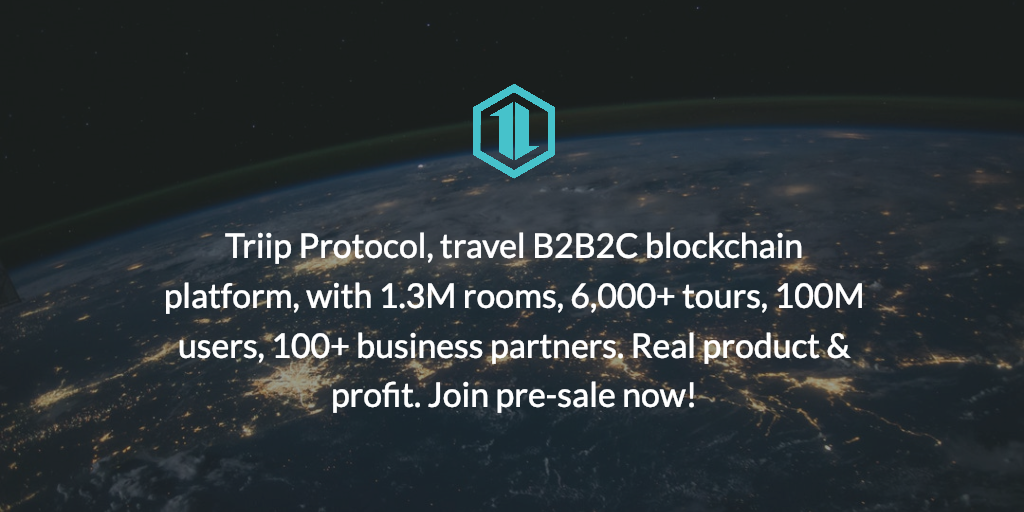 Triip Protocol, travel B2B2C blockchain
platform, with 1.3M rooms, 6,000+ tours, 100M
users, 100+ business partners. Real product &
profit. Join pre-sale now!